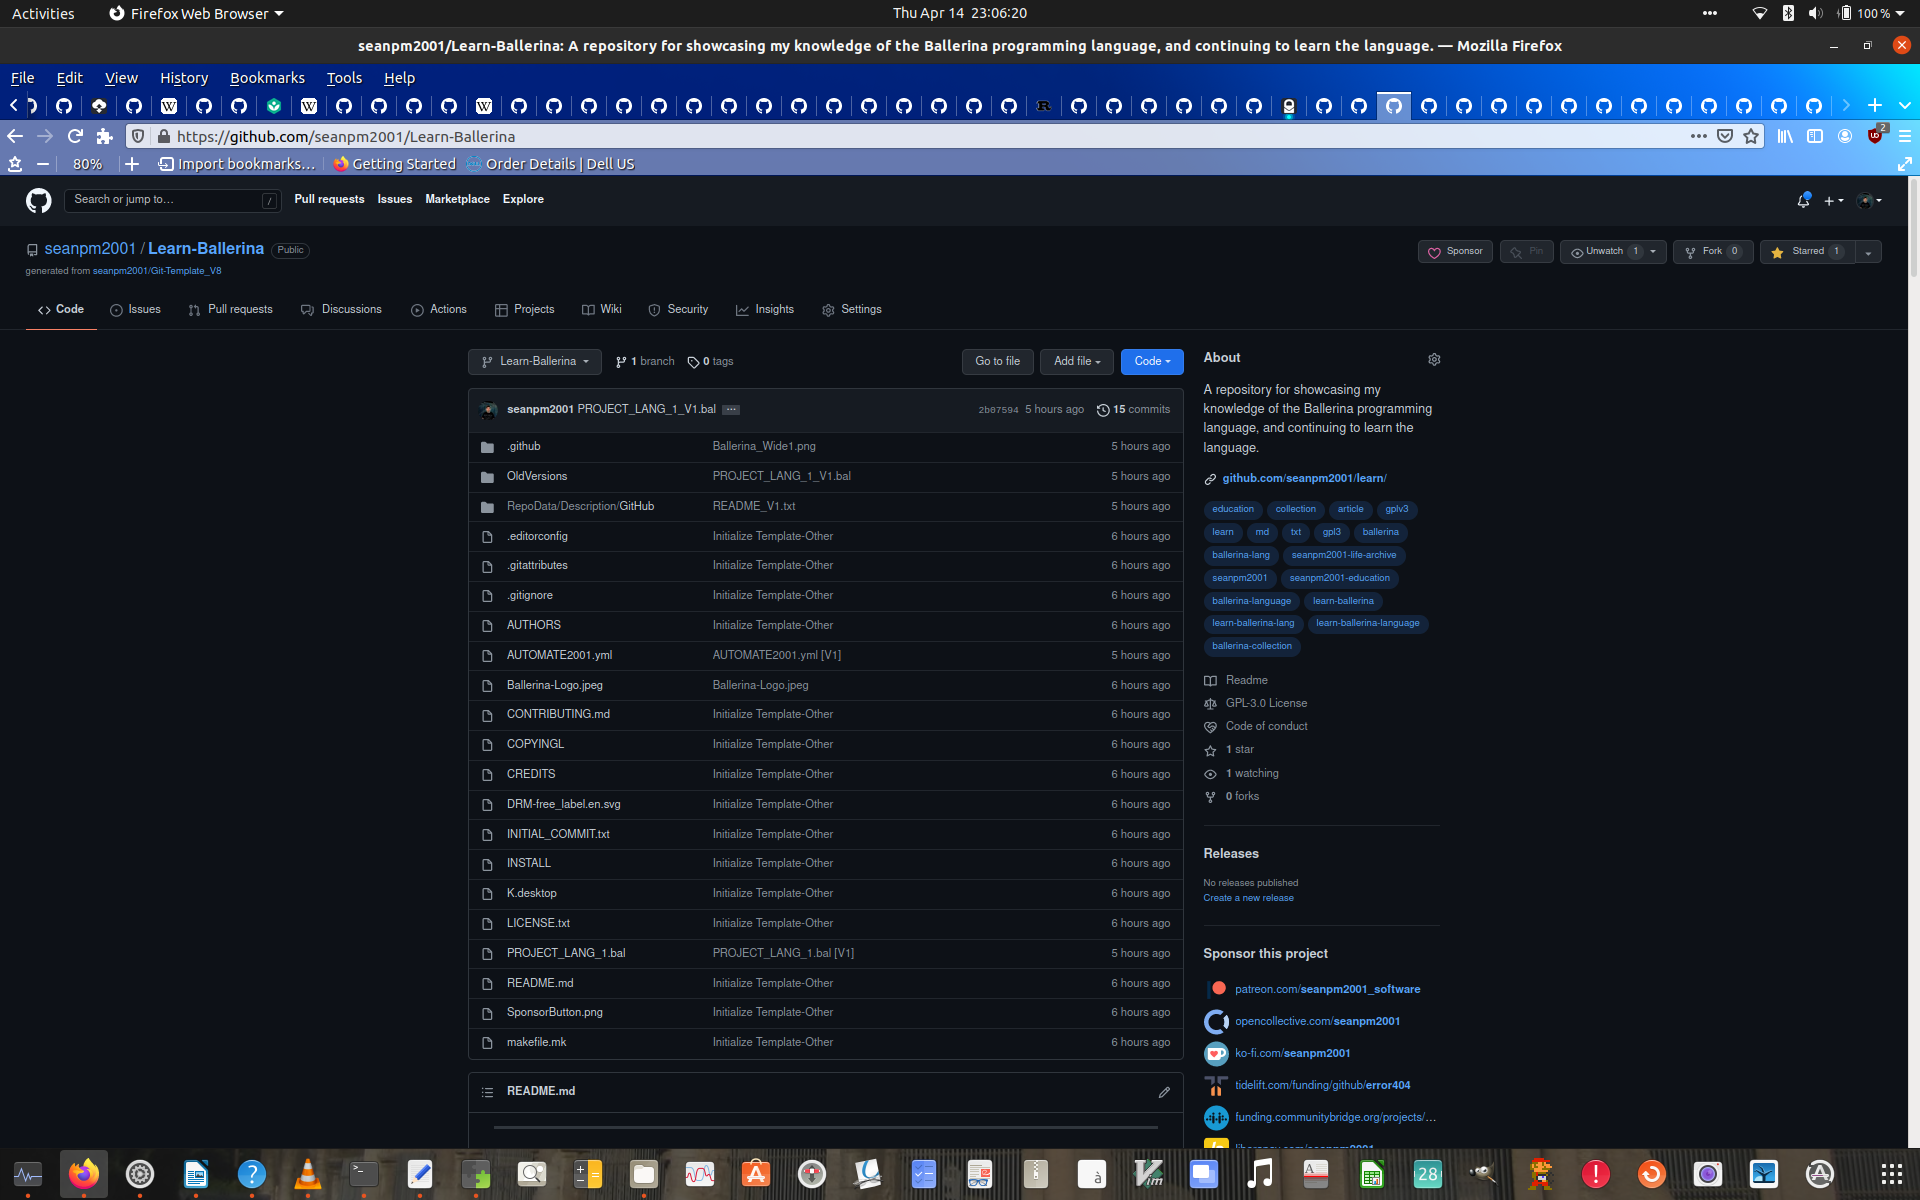 Activities
Firefox Web Browser
Thu Apr 14 23:06:20
100 %
seanpm2001/Learn-Ballerina: A repository for showcasing my knowledge of the Ballerina programming language, and continuing to learn the language. — Mozilla Firefox
File Edit View History Bookmarks Tools Help
https://github.com/seanpm2001/Learn-Ballerina
2
80% Import bookmarks... Getting Started Order Details | Dell US
Search or jump to... / Pull requests Issues Marketplace Explore
seanpm2001 / Learn-Ballerina Public
Sponsor Pin Unwatch 1 Fork 0 Starred 1
generated from seanpm2001/Git-Template_V8
Code Issues Pull requests Discussions Actions Projects Wiki Security Insights Settings
Learn-Ballerina 1 branch 0 tags Go to file Add file Code
seanpm2001 PROJECT_LANG_1_V1.bal ... 2b07594 5 hours ago 15 commits
.github Ballerina_Wide1.png 5 hours ago
OldVersions PROJECT_LANG_1_V1.bal 5 hours ago
RepoData/Description/GitHub README_V1.txt 5 hours ago
.editorconfig Initialize Template-Other 6 hours ago
.gitattributes Initialize Template-Other 6 hours ago
.gitignore Initialize Template-Other 6 hours ago
AUTHORS Initialize Template-Other 6 hours ago
AUTOMATE2001.yml AUTOMATE2001.yml [V1] 5 hours ago
Ballerina-Logo.jpeg Ballerina-Logo.jpeg 6 hours ago
CONTRIBUTING.md Initialize Template-Other 6 hours ago
COPYINGL Initialize Template-Other 6 hours ago
CREDITS Initialize Template-Other 6 hours ago
DRM-free_label.en.svg Initialize Template-Other 6 hours ago
INITIAL_COMMIT.txt Initialize Template-Other 6 hours ago
INSTALL Initialize Template-Other 6 hours ago
K.desktop Initialize Template-Other 6 hours ago
LICENSE.txt Initialize Template-Other 6 hours ago
PROJECT_LANG_1.bal PROJECT_LANG_1.bal [V1] 5 hours ago
README.md Initialize Template-Other 6 hours ago
SponsorButton.png Initialize Template-Other 6 hours ago
makefile.mk Initialize Template-Other 6 hours ago
README.md
About
A repository for showcasing my
knowledge of the Ballerina programming
language, and continuing to learn the
language.
github.com/seanpm2001/learn/
education collection article gplv3
learn md txt gpl3 ballerina
ballerina-lang seanpm2001-life-archive
seanpm2001 seanpm2001-education
ballerina-language learn-ballerina
learn-ballerina-lang learn-ballerina-language
ballerina-collection
Readme
GPL-3.0 License
Code of conduct
1 star
1 watching
0 forks
Releases
No releases published
Create a new release
Sponsor this project
patreon.com/seanpm2001_software
opencollective.com/seanpm2001
ko-fi.com/seanpm2001
tidelift.com/funding/github/error404
funding.communitybridge.org/projects/...
28